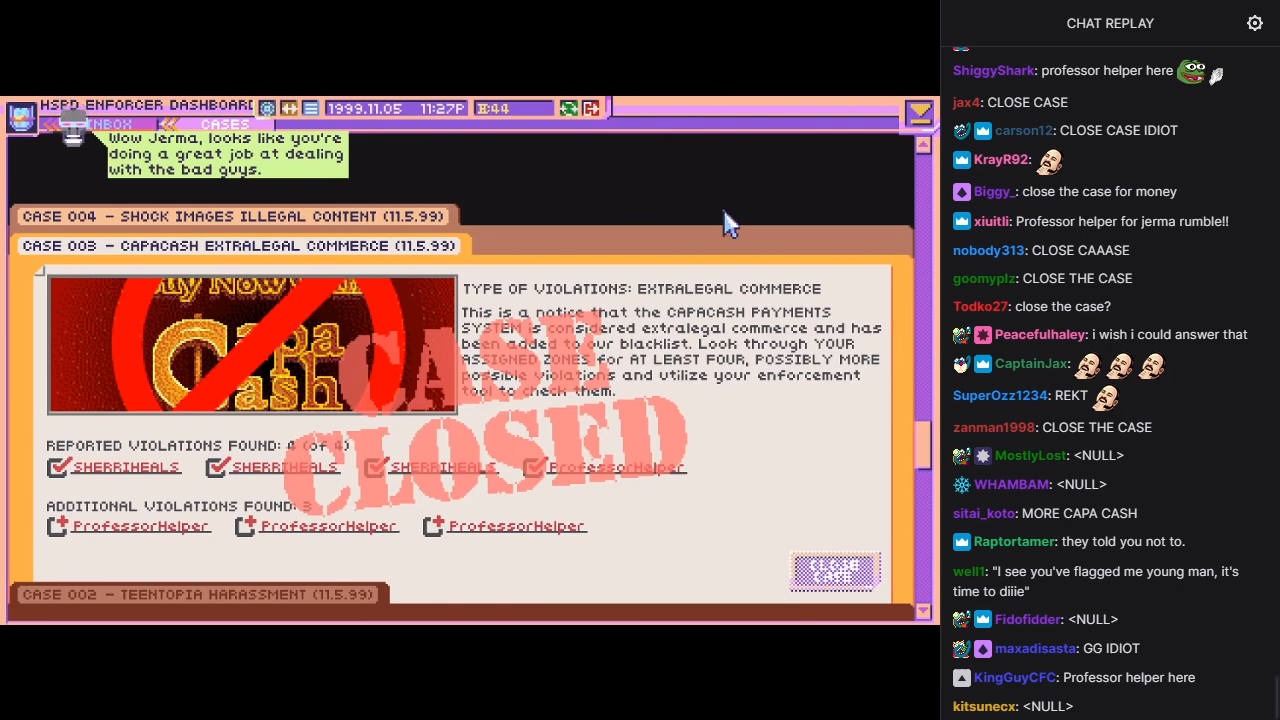 HSPD ENFORCER DASHBOARD
1999.11.05 11:27P
:44
INBOX
CASES
Wow Jerma, looks like you're
doing a great job at dealing
with the bad guys.
CASE 004 - SHOCK IMAGES ILLEGAL CONTENT (11.5.99)
CASE 003 - CAPACASH EXTRALEGAL COMMERCE (11.5.99)
Capa
Cash
TYPE OF VIOLATIONS: EXTRALEGAL COMMERCE
This is a notice that the CAPACASH PAYMENTS
SYSTEM is considered extralegal commerce and has
been added to our blacklist. Look through YOUR
ASSIGNED ZONES for AT LEAST FOUR, POSSIBLY MORE
possible violations and utilize your enforcement
tool to check them.
CASE
CLOSED
REPORTED VIOLATIONS FOUND: 4 (of 4)
SHERRIHEALS SHERRIHEALS SHERRIHEALS ProfessorHelper
ADDITIONAL VIOLATIONS FOUND: 3
ProfessorHelper ProfessorHelper ProfessorHelper
CLOSE
CASE
CASE 002 - TEENTOPIA HARASSMENT (11.5.99)
CHAT REPLAY
ShiggyShark: professor helper here
jax4: CLOSE CASE
carson12: CLOSE CASE IDIOT
KrayR92:
Biggy_: close the case for money
xiuitli: Professor helper for jerma rumble!!
nobody313: CLOSE CAAASE
goomyplz: CLOSE THE CASE
Todko27: close the case?
Peacefulhaley: i wish i could answer that
CaptainJax:
SuperOzz1234: REKT
zanman1998: CLOSE THE CASE
MostlyLost: <NULL>
WHAMBAM: <NULL>
sitai_koto: MORE CAPA CASH
Raptortamer: they told you not to.
well1: "I see you've flagged me young man, it's
time to diiie"
Fidofidder: <NULL>
maxadisasta: GG IDIOT
KingGuyCFC: Professor helper here
kitsunecx: <NULL>